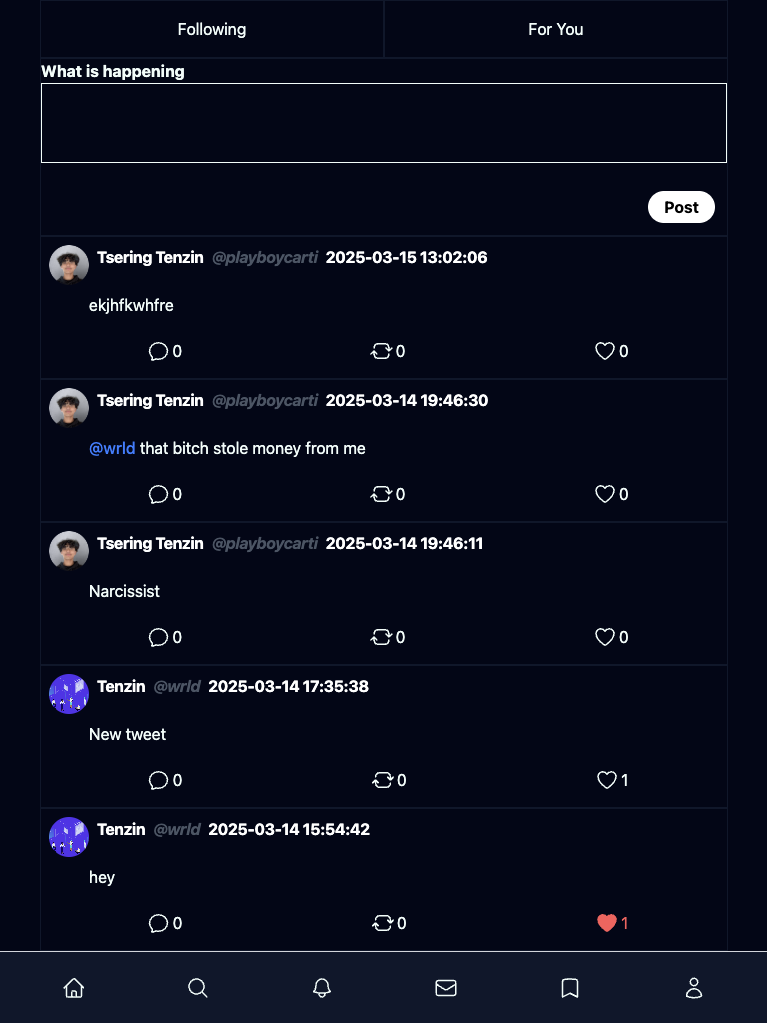 Following For You
What is happening
Post
Tsering Tenzin @playboycarti 2025-03-15 13:02:06
ekjhfkwhfre
0 0 0
Tsering Tenzin @playboycarti 2025-03-14 19:46:30
@wrld that bitch stole money from me
0 0 0
Tsering Tenzin @playboycarti 2025-03-14 19:46:11
Narcissist
0 0 0
Tenzin @wrld 2025-03-14 17:35:38
New tweet
0 0 1
Tenzin @wrld 2025-03-14 15:54:42
hey
0 0 1